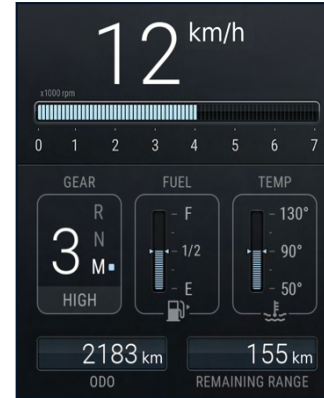 12 km/h
x1000 rpm
0 1 2 3 4 5 6 7
GEAR FUEL TEMP
R F 130°
3 N 1/2 90°
M E 50°
HIGH
2183 km 155 km
ODO REMAINING RANGE